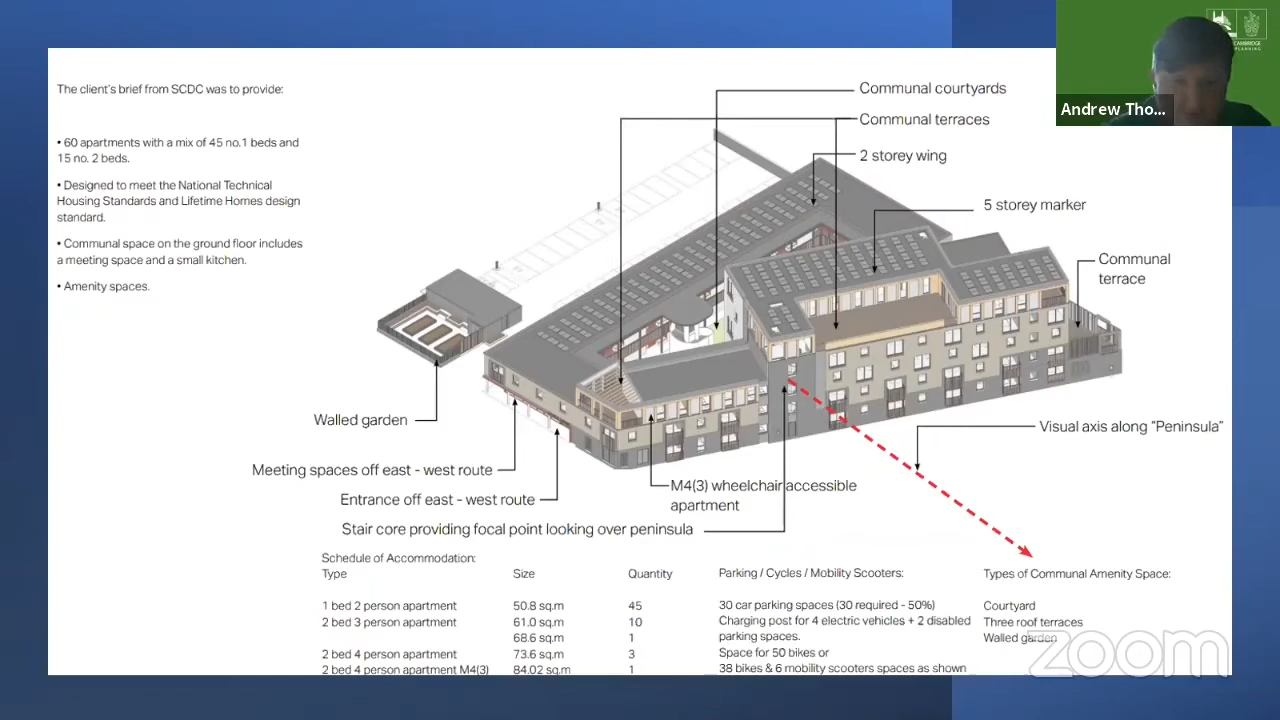 The client's brief from SCDC was to provide:
• 60 apartments with a mix of 45 no.1 beds and
15 no. 2 beds.
• Designed to meet the National Technical
Housing Standards and Lifetime Homes design
standard.
• Communal space on the ground floor includes
a meeting space and a small kitchen.
• Amenity spaces.
Communal courtyards
Communal terraces
2 storey wing
5 storey marker
Communal
terrace
Walled garden
Meeting spaces off east - west route
Entrance off east - west route
Stair core providing focal point looking over peninsula
M4(3) wheelchair accessible
apartment
Visual axis along “Peninsula”
Schedule of Accommodation:
Type Size Quantity
1 bed 2 person apartment 50.8 sq.m 45
2 bed 3 person apartment 61.0 sq.m 10
68.6 sq.m 1
2 bed 4 person apartment 73.6 sq.m 3
2 bed 4 person apartment M4(3) 84.02 sq.m 1
Parking / Cycles / Mobility Scooters:
30 car parking spaces (30 required - 50%)
Charging post for 4 electric vehicles + 2 disabled
parking spaces.
Space for 50 bikes or
38 bikes & 6 mobility scooters spaces as shown
Types of Communal Amenity Space:
Courtyard
Three roof terraces
Walled garden
Andrew Tho...
CAMBRIDGE
PLANNING
zoom